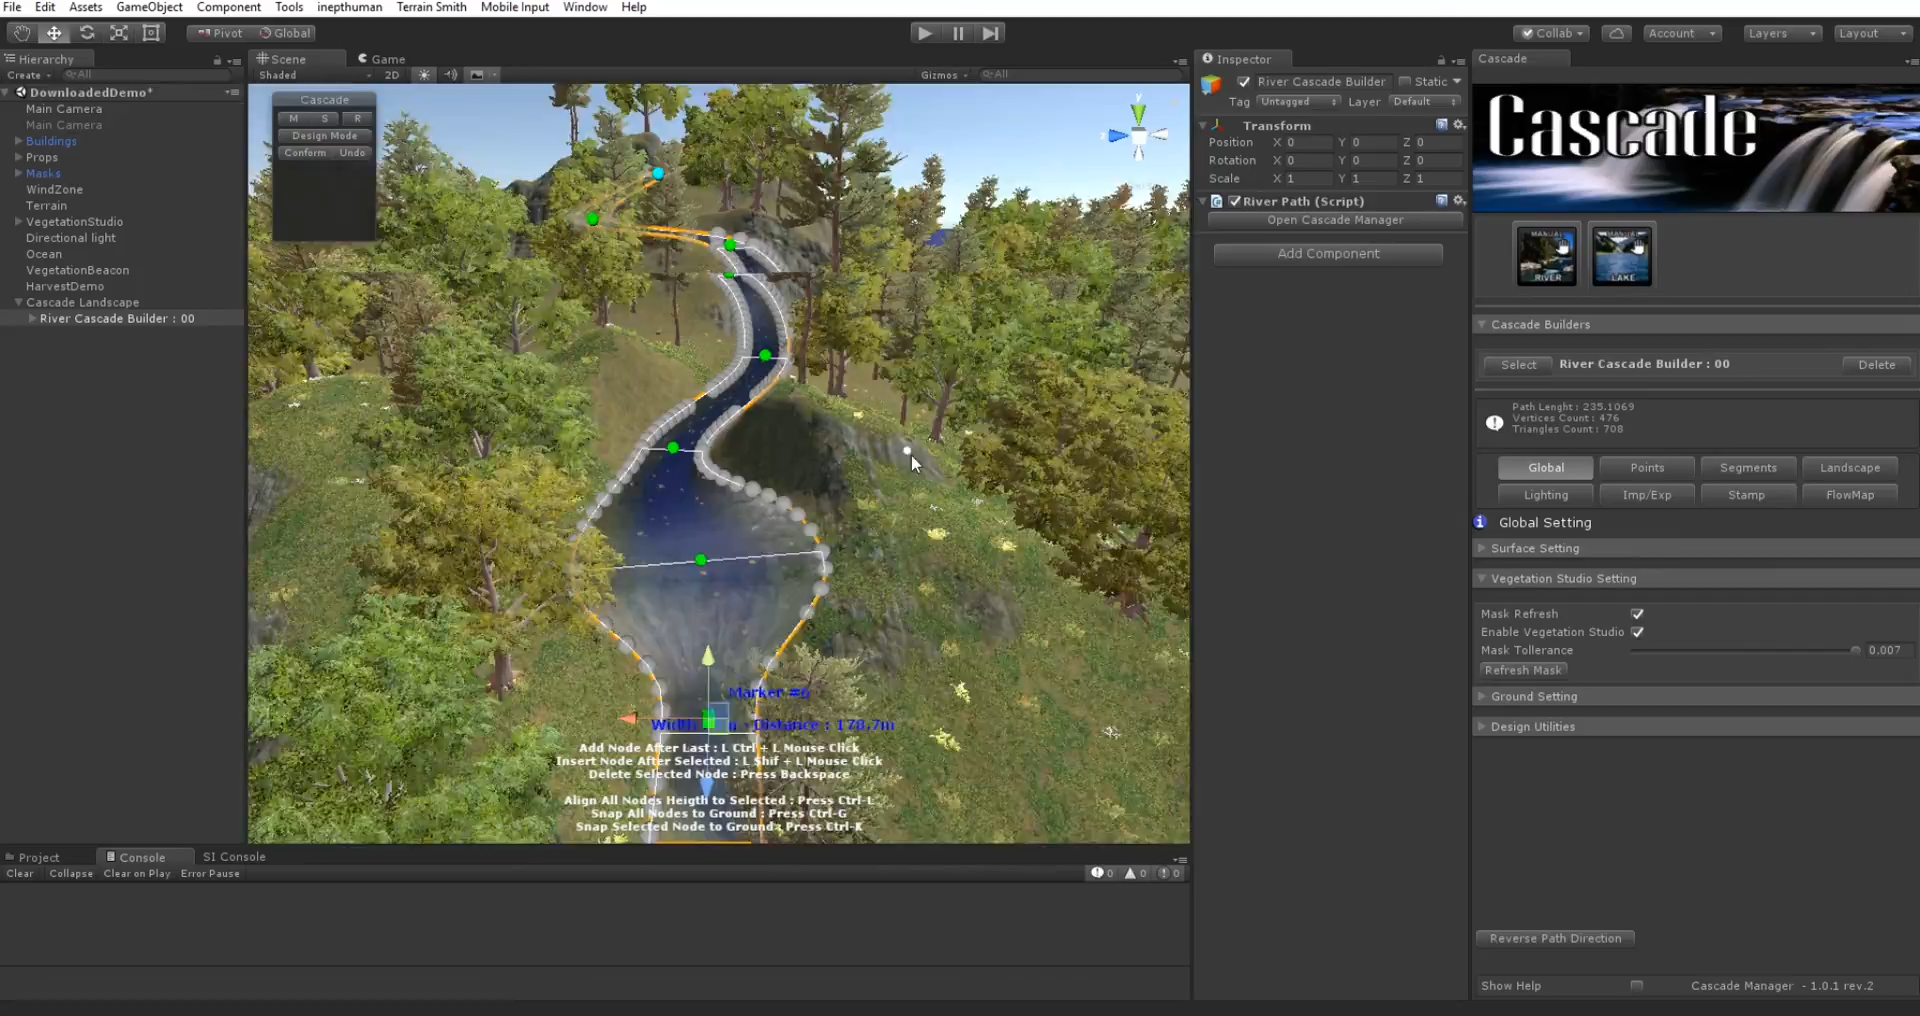 File Edit Assets GameObject Component Tools inepthuman Terrain Smith Mobile Input Window Help
Pivot Global Collab Account Layers Layout
Hierarchy
Create All
DownloadedDemo*
Main Camera
Main Camera
Buildings
Props
Masks
WindZone
Terrain
VegetationStudio
Directional light
Ocean
VegetationBeacon
HarvestDemo
Cascade Landscape
River Cascade Builder : 00
Scene Game
Shaded 2D Gizmos All
Cascade
M S R
Design Mode
Conform Undo
y
Marker #6
Width Distance : 178.7m
Add Node After Last : L Ctrl + L Mouse Click
Insert Node After Selected : L Shif + L Mouse Click
Delete Selected Node : Press Backspace
Align All Nodes Heigth to Selected : Press Ctrl-L
Snap All Nodes to Ground : Press Ctrl-G
Snap Selected Node to Ground : Press Ctrl-K
Project Console SI Console
Clear Collapse Clear on Play Error Pause 0 0 0
Inspector
River Cascade Builder Static
Tag Untagged Layer Default
Transform
Position X 0 Y 0 Z 0
Rotation X 0 Y 0 Z 0
Scale X 1 Y 1 Z 1
River Path (Script)
Open Cascade Manager
Add Component
Cascade
Cascade
MANUAL RIVER
MANUAL LAKE
Cascade Builders
Select River Cascade Builder : 00 Delete
Path Lenght : 235.1069
Vertices Count : 476
Triangles Count : 708
Global Points Segments Landscape
Lighting Imp/Exp Stamp FlowMap
Global Setting
Surface Setting
Vegetation Studio Setting
Mask Refresh
Enable Vegetation Studio
Mask Tollerance 0.007
Refresh Mask
Ground Setting
Design Utilities
Reverse Path Direction
Show Help Cascade Manager - 1.0.1 rev.2